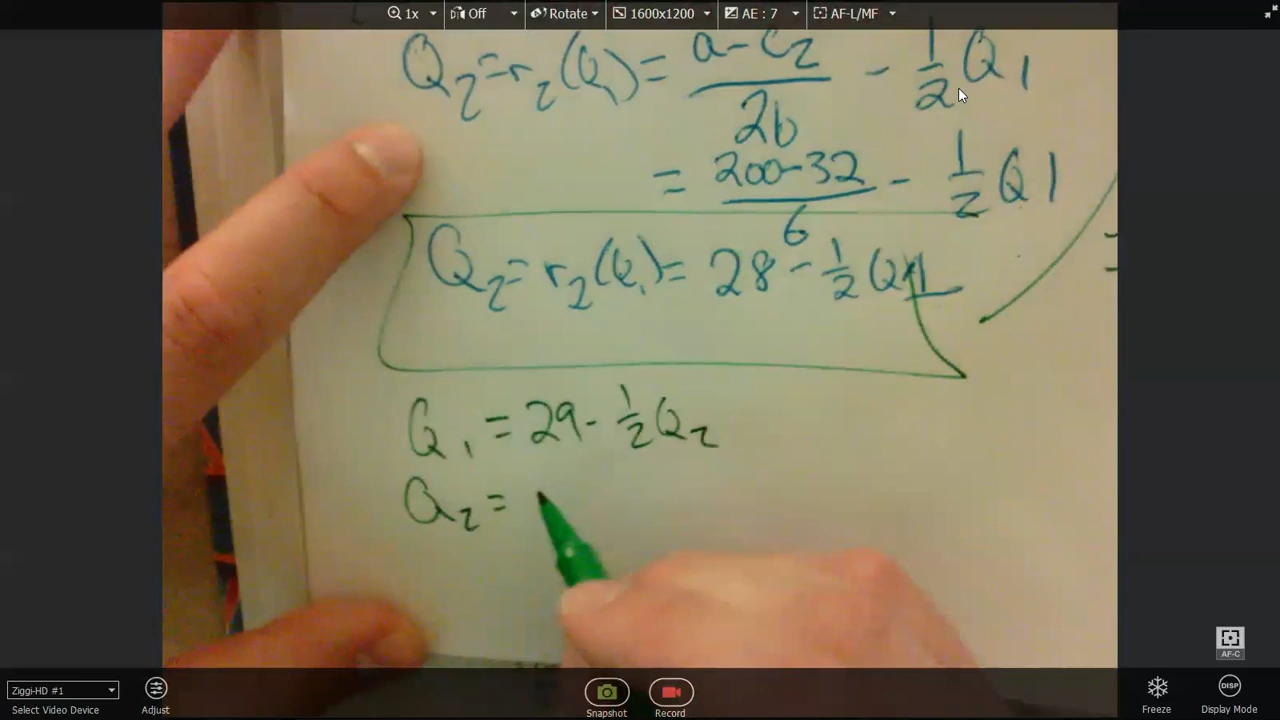 1x Off Rotate 1600x1200 AE : 7 AF-L/MF
Q2 = r2(Q1) = a-c2/2b - 1/2 Q1
= 200-32/6 - 1/2 Q1
Q2 = r2(Q1) = 28 - 1/2 Q1
Q1 = 29 - 1/2 Q2
Q2 =
AF-C
Ziggi-HD #1
Select Video Device Adjust Snapshot Record Freeze DISP Display Mode